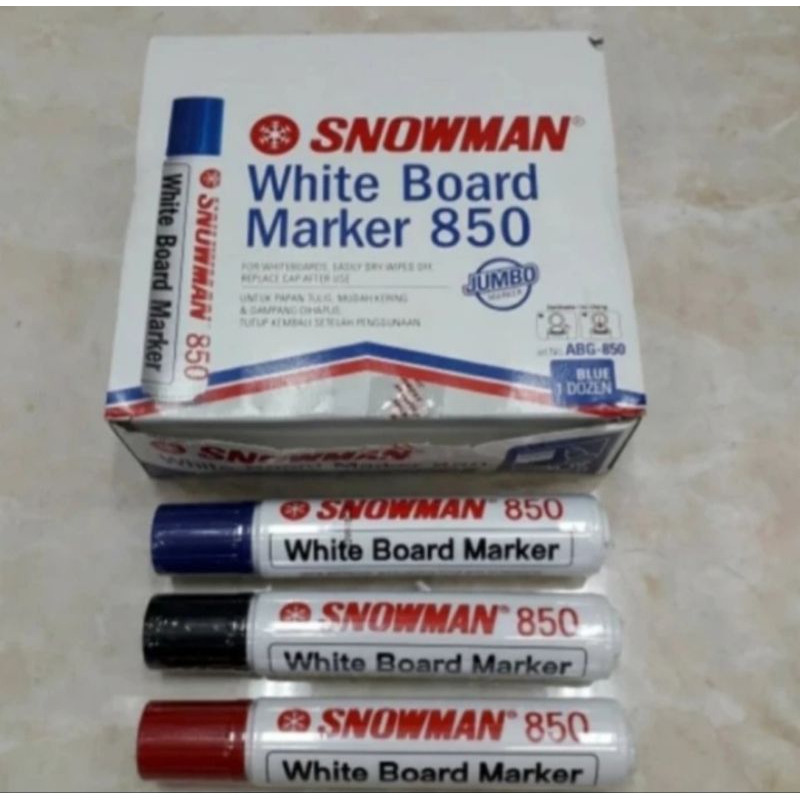 SNOWMAN®
White Board
Marker 850
FOR WHITEBOARDS, EASILY DRY-WIPED OFF.
REPLACE CAP AFTER USE
UNTUK PAPAN TULIS, MUDAH KERING
& GAMPANG DIHAPUS.
TUTUP KEMBALI SETELAH PENGGUNAAN
JUMBO
MARKER
SNOWMAN 850
White Board Marker
ABG-850
BLUE
1 DOZEN
SNOWMAN
White Board Marker 850
SNOWMAN 850
White Board Marker
SNOWMAN® 850
White Board Marker
SNOWMAN® 850
White Board Marker